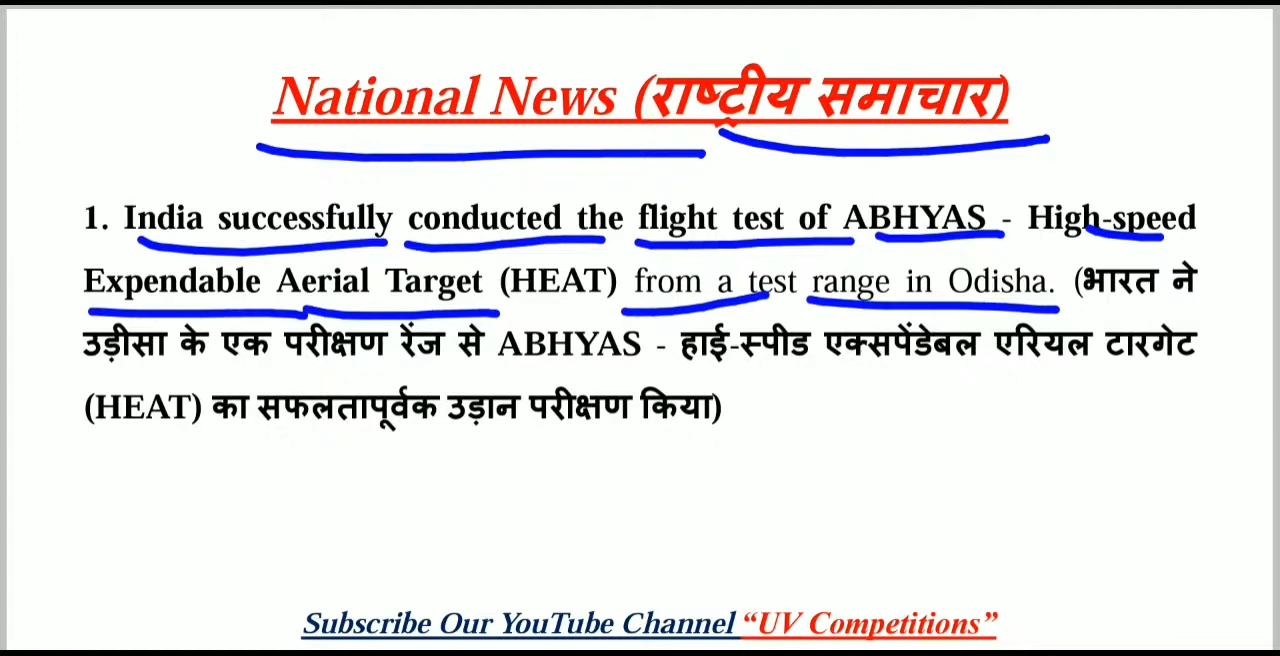 National News (राष्ट्रीय समाचार)
1. India successfully conducted the flight test of ABHYAS - High-speed
Expendable Aerial Target (HEAT) from a test range in Odisha. (भारत ने
उड़ीसा के एक परीक्षण रेंज से ABHYAS - हाई-स्पीड एक्सपेंडेबल एरियल टारगेट
(HEAT) का सफलतापूर्वक उड़ान परीक्षण किया)
Subscribe Our YouTube Channel “UV Competitions”